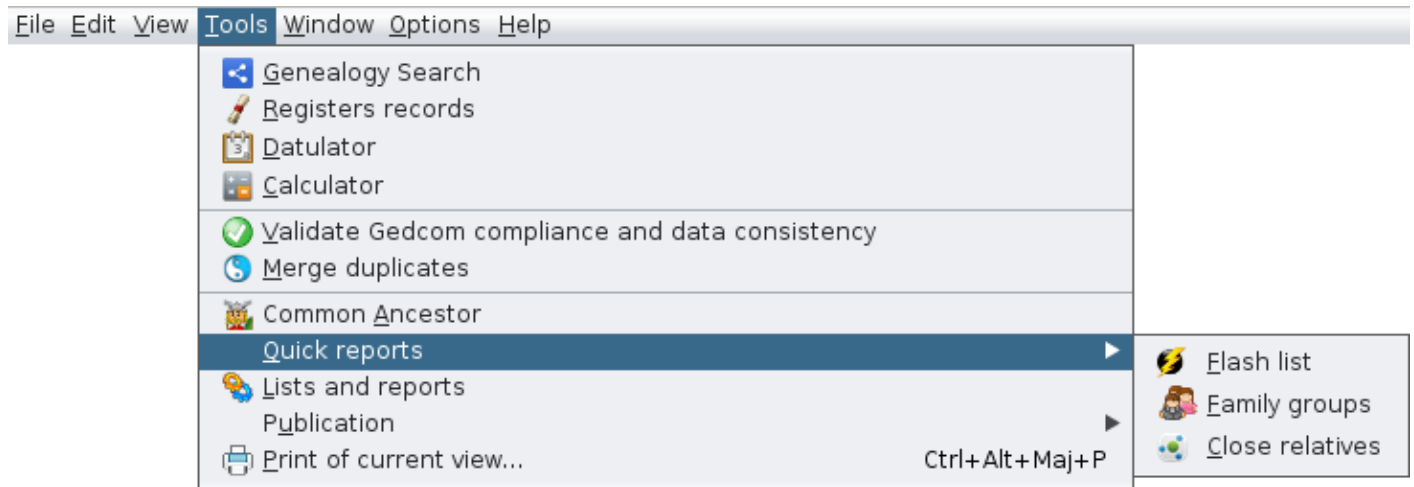 File Edit View Tools Window Options Help
Genealogy Search
Registers records
Datulator
Calculator
Validate Gedcom compliance and data consistency
Merge duplicates
Common Ancestor
Quick reports
Flash list
Lists and reports
Family groups
Publication
Close relatives
Print of current view... Ctrl+Alt+Maj+P